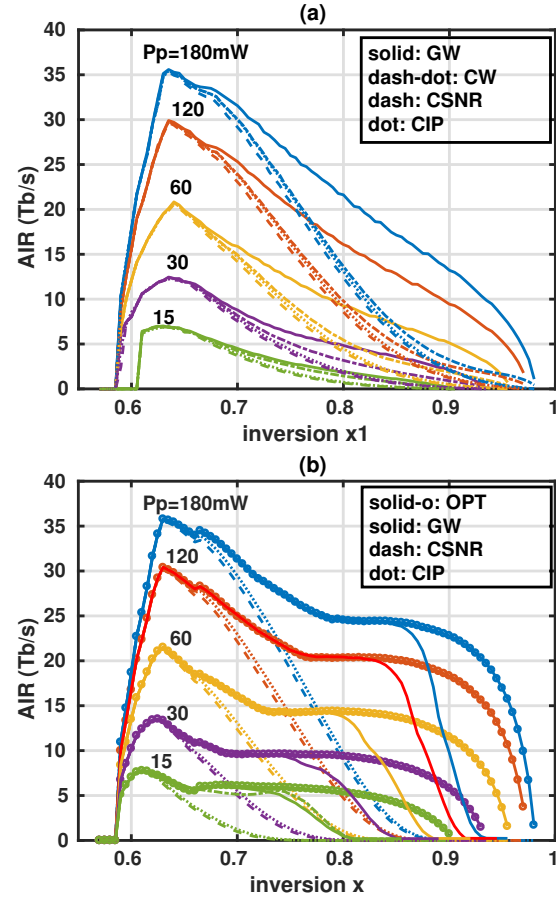 (a)
40
35
30
25
20
15
10
5
0
AIR (Tb/s)
Pp=180mW
120
60
30
15
solid: GW
dash-dot: CW
dash: CSNR
dot: CIP
0.6
0.7
0.8
0.9
1
inversion x1
(b)
40
35
30
25
20
15
10
5
0
AIR (Tb/s)
Pp=180mW
120
60
30
15
solid-o: OPT
solid: GW
dash: CSNR
dot: CIP
0.6
0.7
0.8
0.9
1
inversion x